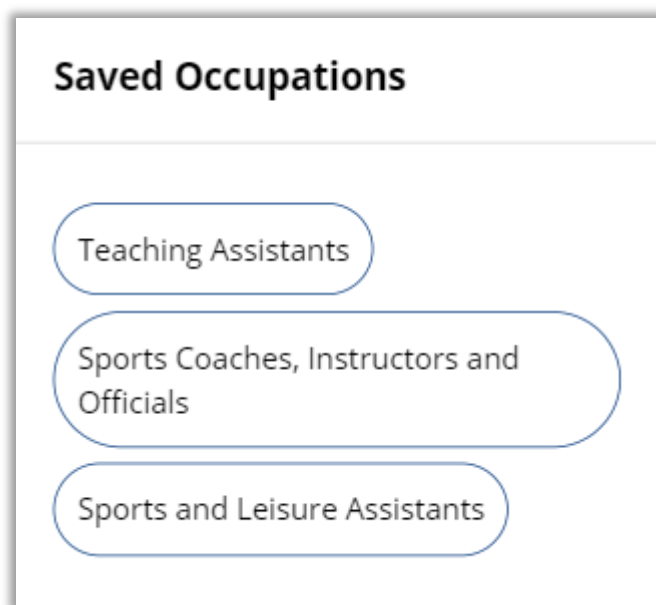 Saved Occupations
Teaching Assistants
Sports Coaches, Instructors and
Officials
Sports and Leisure Assistants